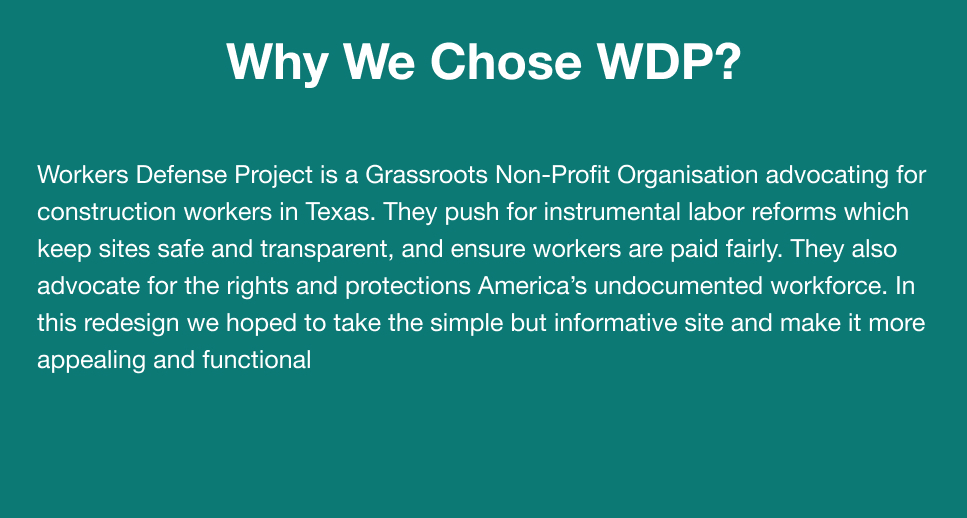 Why We Chose WDP?
Workers Defense Project is a Grassroots Non-Profit Organisation advocating for
construction workers in Texas. They push for instrumental labor reforms which
keep sites safe and transparent, and ensure workers are paid fairly. They also
advocate for the rights and protections America’s undocumented workforce. In
this redesign we hoped to take the simple but informative site and make it more
appealing and functional